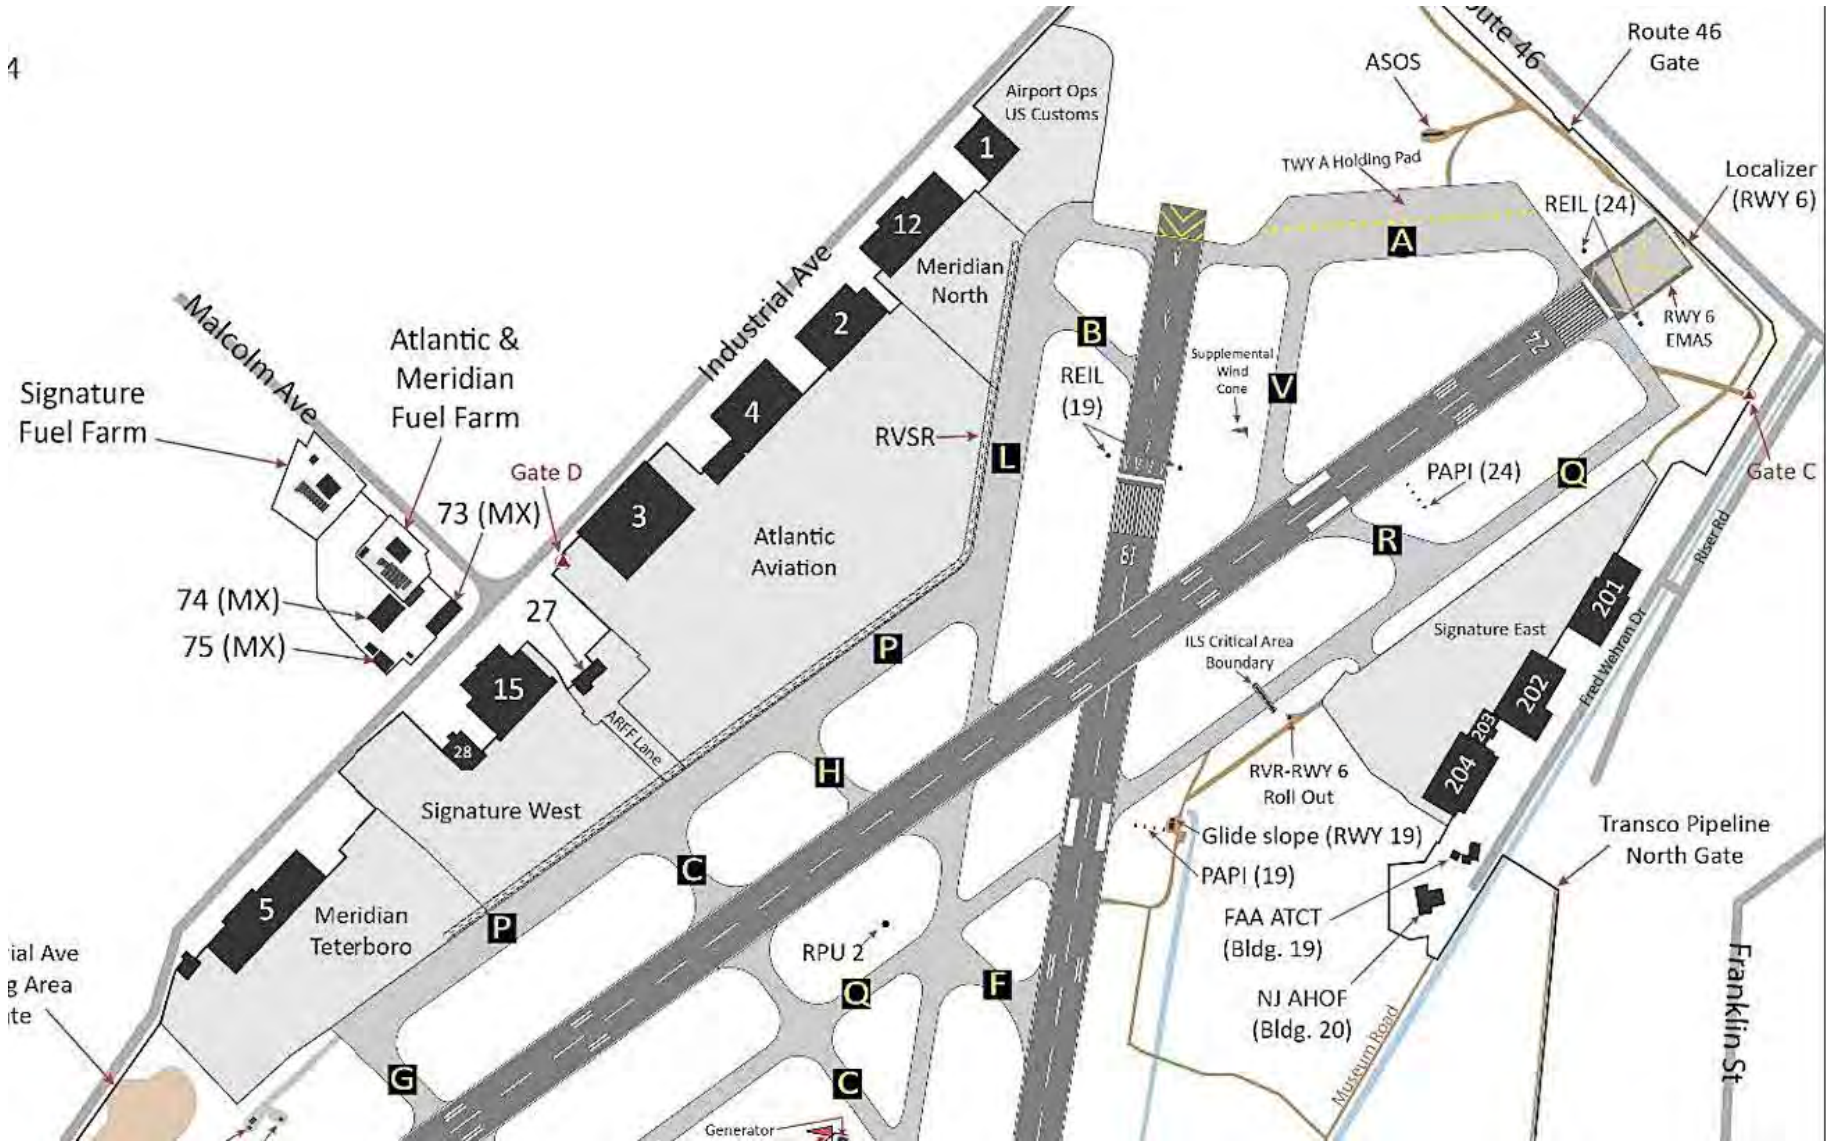 4
Route 46
Route 46
Gate
ASOS
Airport Ops
US Customs
1
TWY A Holding Pad
Localizer
(RWY 6)
REIL (24)
12
A
Meridian
North
Industrial Ave
2
B
RWY 6
EMAS
24
Malcolm Ave
Atlantic &
Meridian
Fuel Farm
Supplemental
Wind
Cone
REIL
(19)
V
Signature
Fuel Farm
4
RVSR
L
Gate D
PAPI (24)
Q
Gate C
73 (MX)
3
Atlantic
Aviation
19
R
Riser Rd
74 (MX)
27
201
75 (MX)
P
ILS Critical Area
Boundary
Signature East
Fred Wehran Dr
15
202
28
ARFF Lane
203
H
RVR-RWY 6
Roll Out
204
Signature West
Transco Pipeline
North Gate
Glide slope (RWY 19)
C
PAPI (19)
5
Meridian
Teterboro
P
FAA ATCT
(Bldg. 19)
RPU 2
Q
F
NJ AHOF
(Bldg. 20)
Franklin St
rial Ave
g Area
te
Museum Road
G
C
Generator